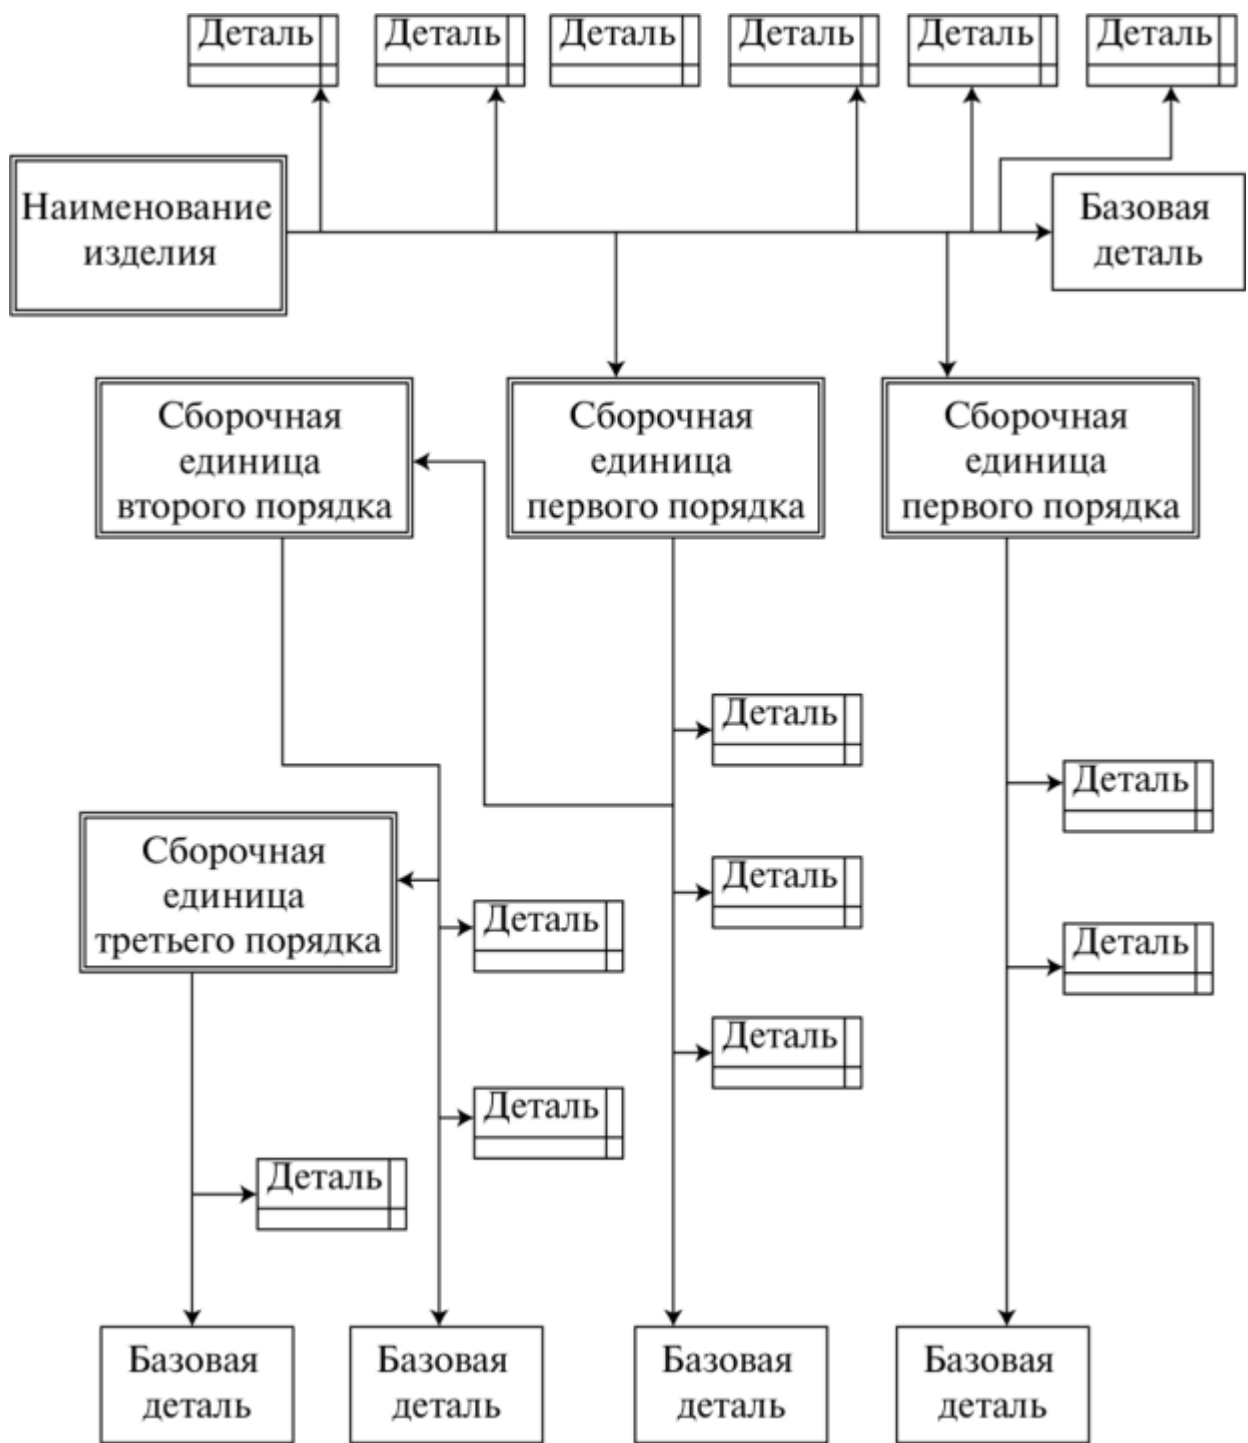 Деталь
Деталь
Деталь
Деталь
Деталь
Деталь
Наименование
изделия
Базовая
деталь
Сборочная
единица
второго порядка
Сборочная
единица
первого порядка
Сборочная
единица
первого порядка
Деталь
Деталь
Сборочная
единица
третьего порядка
Деталь
Деталь
Деталь
Деталь
Деталь
Деталь
Базовая
деталь
Базовая
деталь
Базовая
деталь
Базовая
деталь